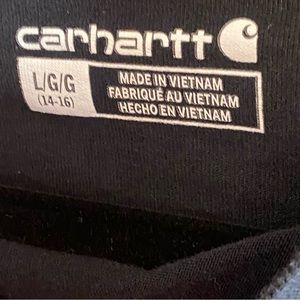 carhartt
L/G/G
(14-16)
MADE IN VIETNAM
FABRIQUÉ AU VIETNAM
HECHO EN VIETNAM